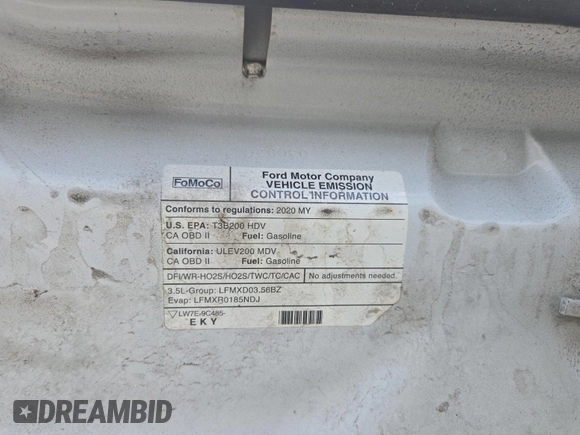 FoMoCo
Ford Motor Company
VEHICLE EMISSION
CONTROL INFORMATION
Conforms to regulations: 2020 MY
U.S. EPA: T3B200 HDV
CA OBD II Fuel: Gasoline
California: ULEV200 MDV
CA OBD II Fuel: Gasoline
DFI/WR-HO2S/HO2S/TWC/TC/CAC No adjustments needed.
3.5L-Group: LFMXD03.56BZ
Evap: LFMXR0185NDJ
LW7E-9C485-
EKY
DREAMBID